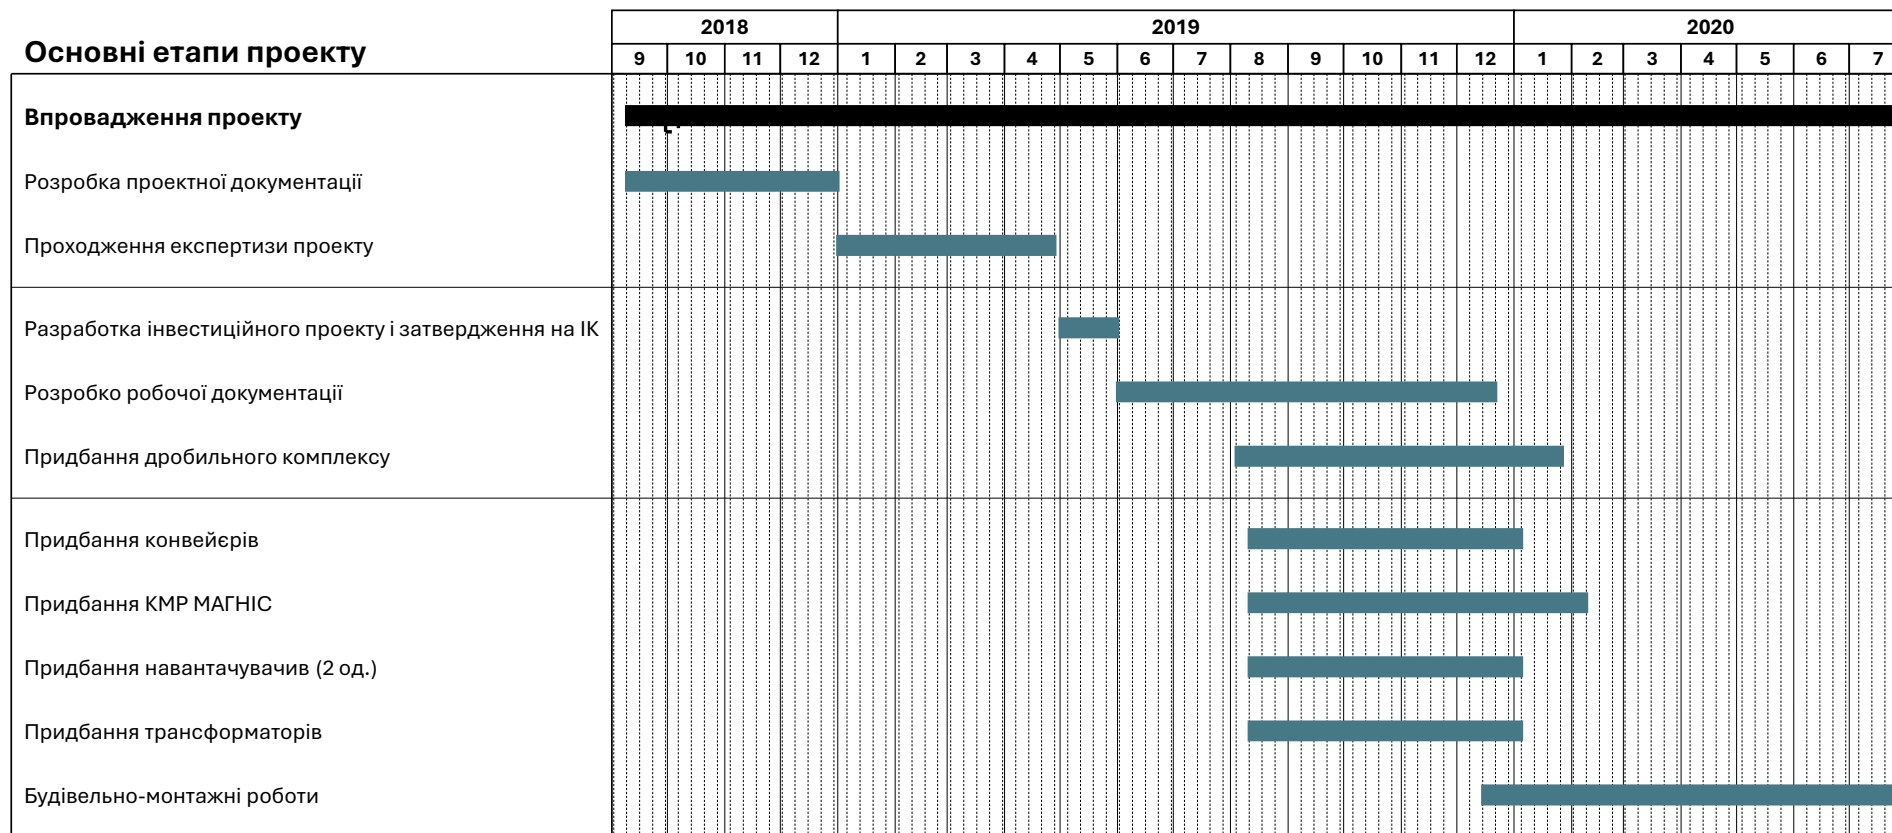 2018 2019 2020
Основні етапи проекту
9 10 11 12 1 2 3 4 5 6 7 8 9 10 11 12 1 2 3 4 5 6 7
Впровадження проекту
Розробка проектної документації
Проходження експертизи проекту
Разработка інвестиційного проекту і затвердження на ІК
Розробко робочої документації
Придбання дробильного комплексу
Придбання конвейєрів
Придбання КМР МАГНІС
Придбання навантачувачив (2 од.)
Придбання трансформаторів
Будівельно-монтажні роботи